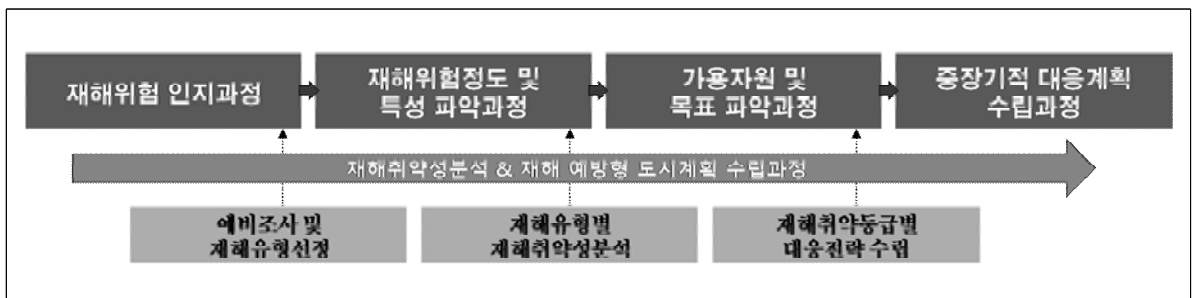 재해위험 인지과정
재해위험정도 및
특성 파악과정
가용자원 및
목표 파악과정
중장기적 대응계획
수립과정
재해취약성분석 & 재해 예방형 도시계획 수립과정
예비조사 및
재해유형선정
재해유형별
재해취약성분석
재해취약등급별
대응전략 수립